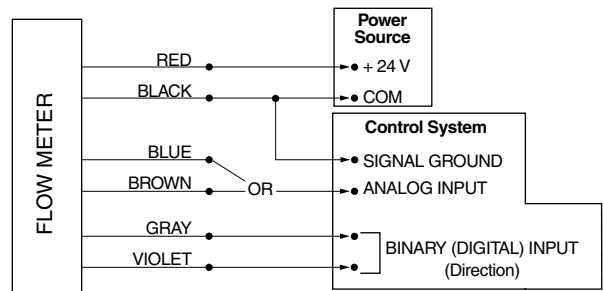 Power
Source
RED
+ 24 V
BLACK
COM
Control System
FLOW METER
BLUE
SIGNAL GROUND
BROWN
OR
ANALOG INPUT
GRAY
BINARY (DIGITAL) INPUT
(Direction)
VIOLET